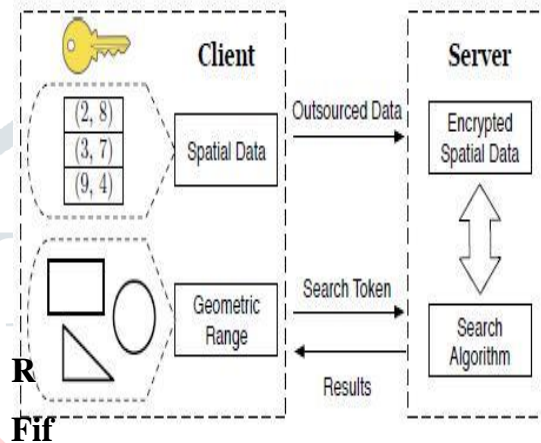 Client
Server
(2, 8)
(3, 7)
(9, 4)
Spatial Data
Outsourced Data
Encrypted
Spatial Data
Geometric
Range
Search Token
Results
Search
Algorithm
R
Fif